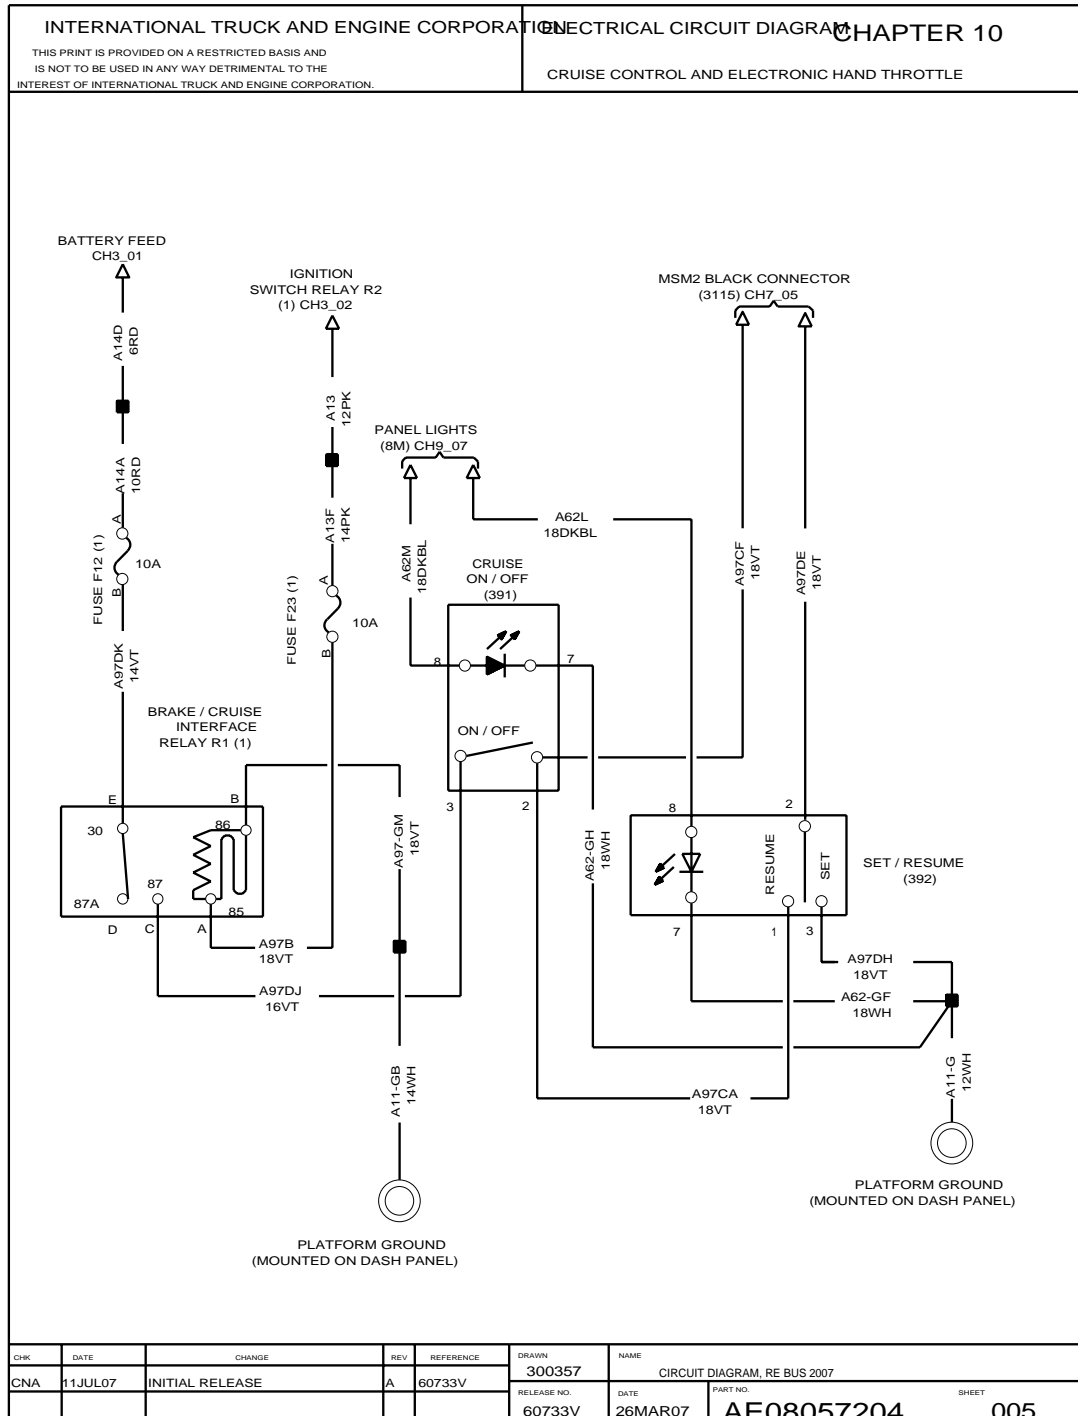 INTERNATIONAL TRUCK AND ENGINE CORPORATION
THIS PRINT IS PROVIDED ON A RESTRICTED BASIS AND
IS NOT TO BE USED IN ANY WAY DETRIMENTAL TO THE
INTEREST OF INTERNATIONAL TRUCK AND ENGINE CORPORATION.
ELECTRICAL CIRCUIT DIAGRAM
CHAPTER 10
CRUISE CONTROL AND ELECTRONIC HAND THROTTLE
BATTERY FEED
CH3_01
A14D
6RD
A14A
10RD
A
FUSE F12 (1)
10A
B
A97DK
14VT
IGNITION
SWITCH RELAY R2
(1) CH3_02
A13
12PK
A13F
14PK
A
FUSE F23 (1)
10A
B
PANEL LIGHTS
(8M) CH9_07
A62M
18DKBL
A62L
18DKBL
MSM2 BLACK CONNECTOR
(3115) CH7_05
A97CF
18VT
A97DE
18VT
CRUISE
ON / OFF
(391)
8
7
ON / OFF
3
2
BRAKE / CRUISE
INTERFACE
RELAY R1 (1)
E
B
30
86
87A
87
85
D
C
A
A97B
18VT
A97DJ
16VT
A97-GM
18VT
A11-GB
14WH
PLATFORM GROUND
(MOUNTED ON DASH PANEL)
A62-GH
18WH
8
2
RESUME
SET
SET / RESUME
(392)
7
1
3
A97DH
18VT
A62-GF
18WH
A97CA
18VT
A11-G
12WH
PLATFORM GROUND
(MOUNTED ON DASH PANEL)
CHK
DATE
CHANGE
REV
REFERENCE
CNA
11JUL07
INITIAL RELEASE
A
60733V
DRAWN
300357
NAME
CIRCUIT DIAGRAM, RE BUS 2007
RELEASE NO.
60733V
DATE
26MAR07
PART NO.
AE08057204
SHEET
005